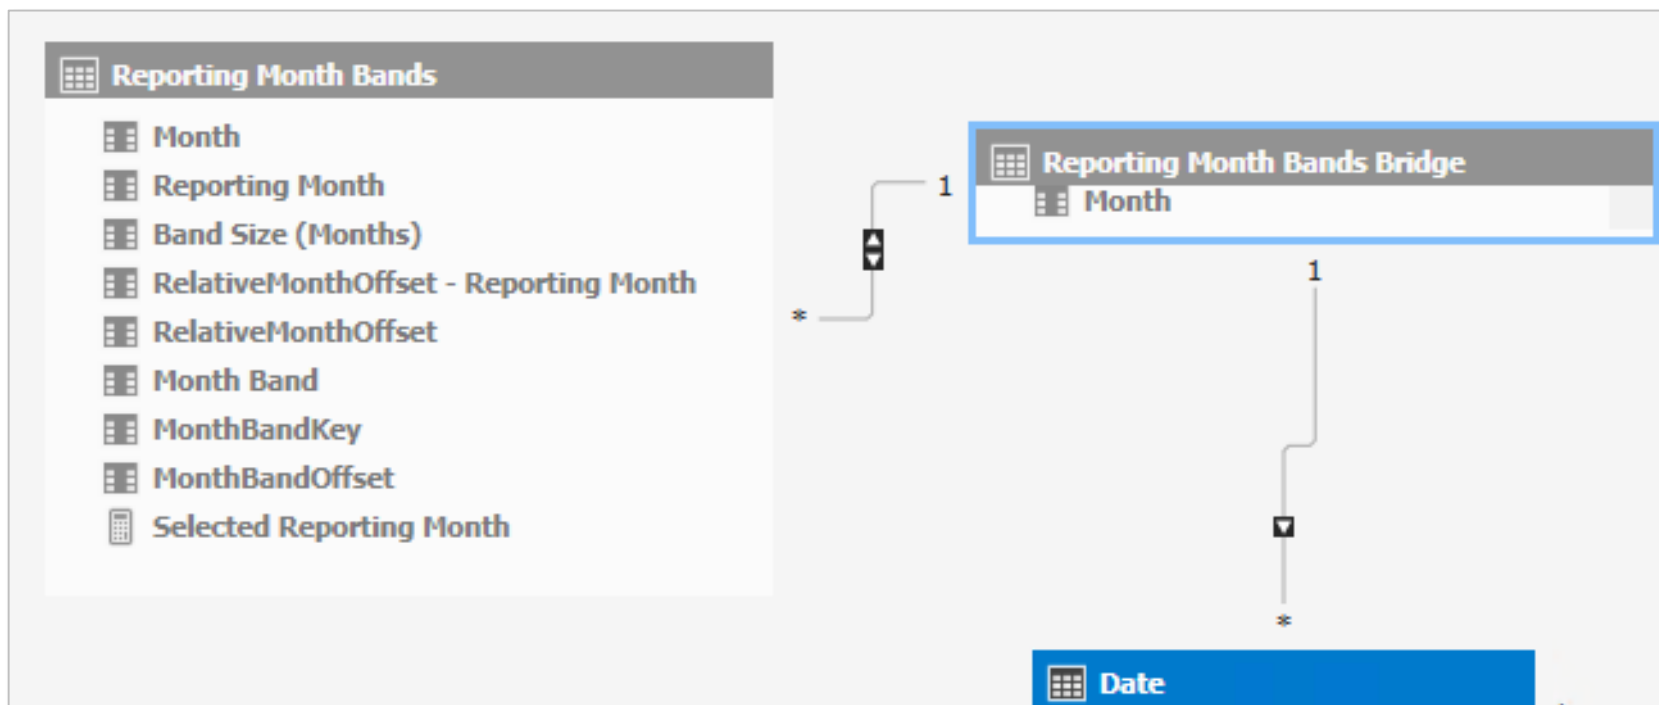 Reporting Month Bands
Month
Reporting Month
Band Size (Months)
RelativeMonthOffset - Reporting Month
RelativeMonthOffset
Month Band
MonthBandKey
MonthBandOffset
Selected Reporting Month
*
1
Reporting Month Bands Bridge
Month
1
*
Date